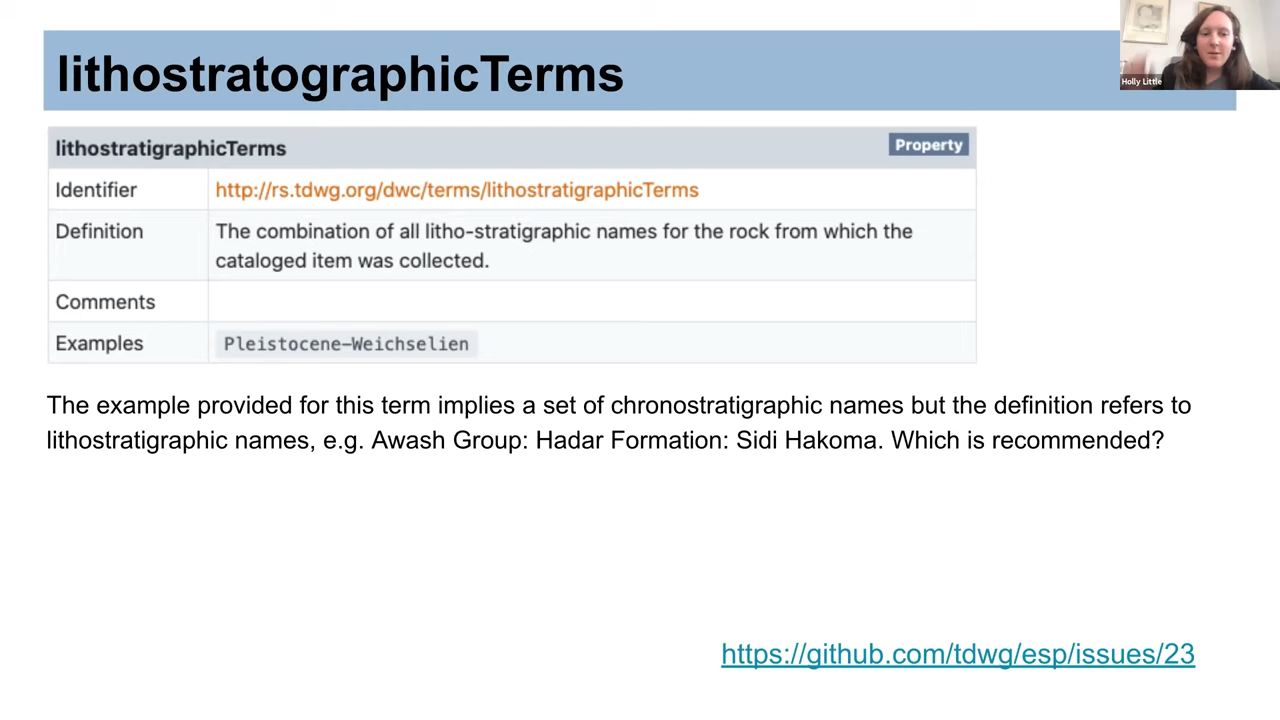 lithostratographicTerms
Holly Little
lithostratigraphicTerms
Property
Identifier
http://rs.tdwg.org/dwc/terms/lithostratigraphicTerms
Definition
The combination of all litho-stratigraphic names for the rock from which the
cataloged item was collected.
Comments
Examples
Pleistocene-Weichselien
The example provided for this term implies a set of chronostratigraphic names but the definition refers to
lithostratigraphic names, e.g. Awash Group: Hadar Formation: Sidi Hakoma. Which is recommended?
https://github.com/tdwg/esp/issues/23